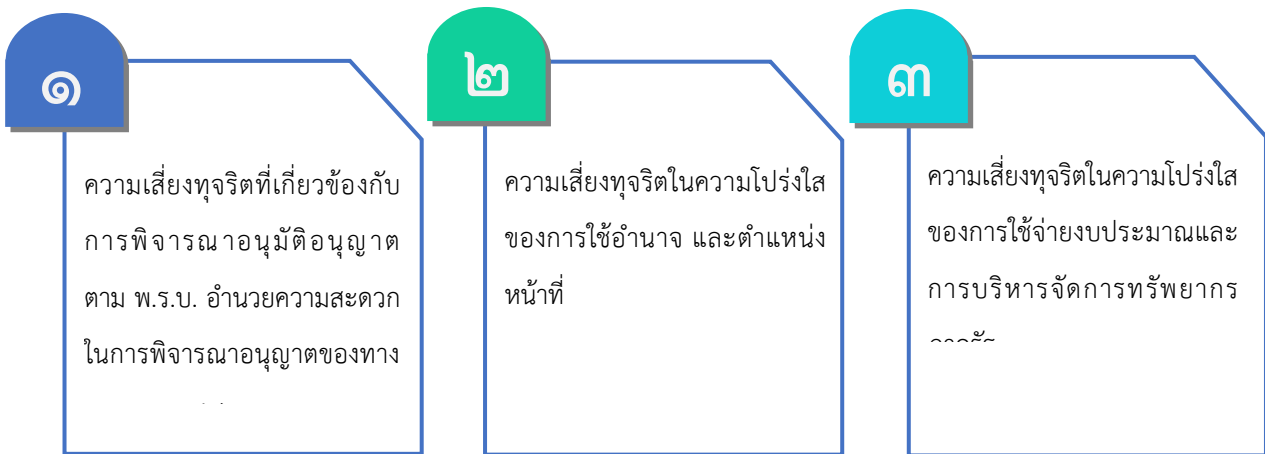 ๑
ความเสี่ยงทุจริตที่เกี่ยวข้องกับ
การพิจารณาอนุมัติอนุญาต
ตาม พ.ร.บ. อำนวยความสะดวก
ในการพิจารณาอนุญาตของทาง
๒
ความเสี่ยงทุจริตในความโปร่งใส
ของการใช้อำนาจ และตำแหน่ง
หน้าที่
๓
ความเสี่ยงทุจริตในความโปร่งใส
ของการใช้จ่ายงบประมาณและ
การบริหารจัดการทรัพยากร